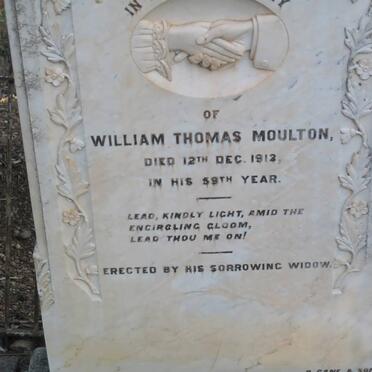 OF
WILLIAM THOMAS MOULTON,
DIED 12TH DEC. 1912,
IN HIS 59TH YEAR.
LEAD, KINDLY LIGHT, AMID THE
ENCIRCLING GLOOM,
LEAD THOU ME ON!
ERECTED BY HIS SORROWING WIDOW.